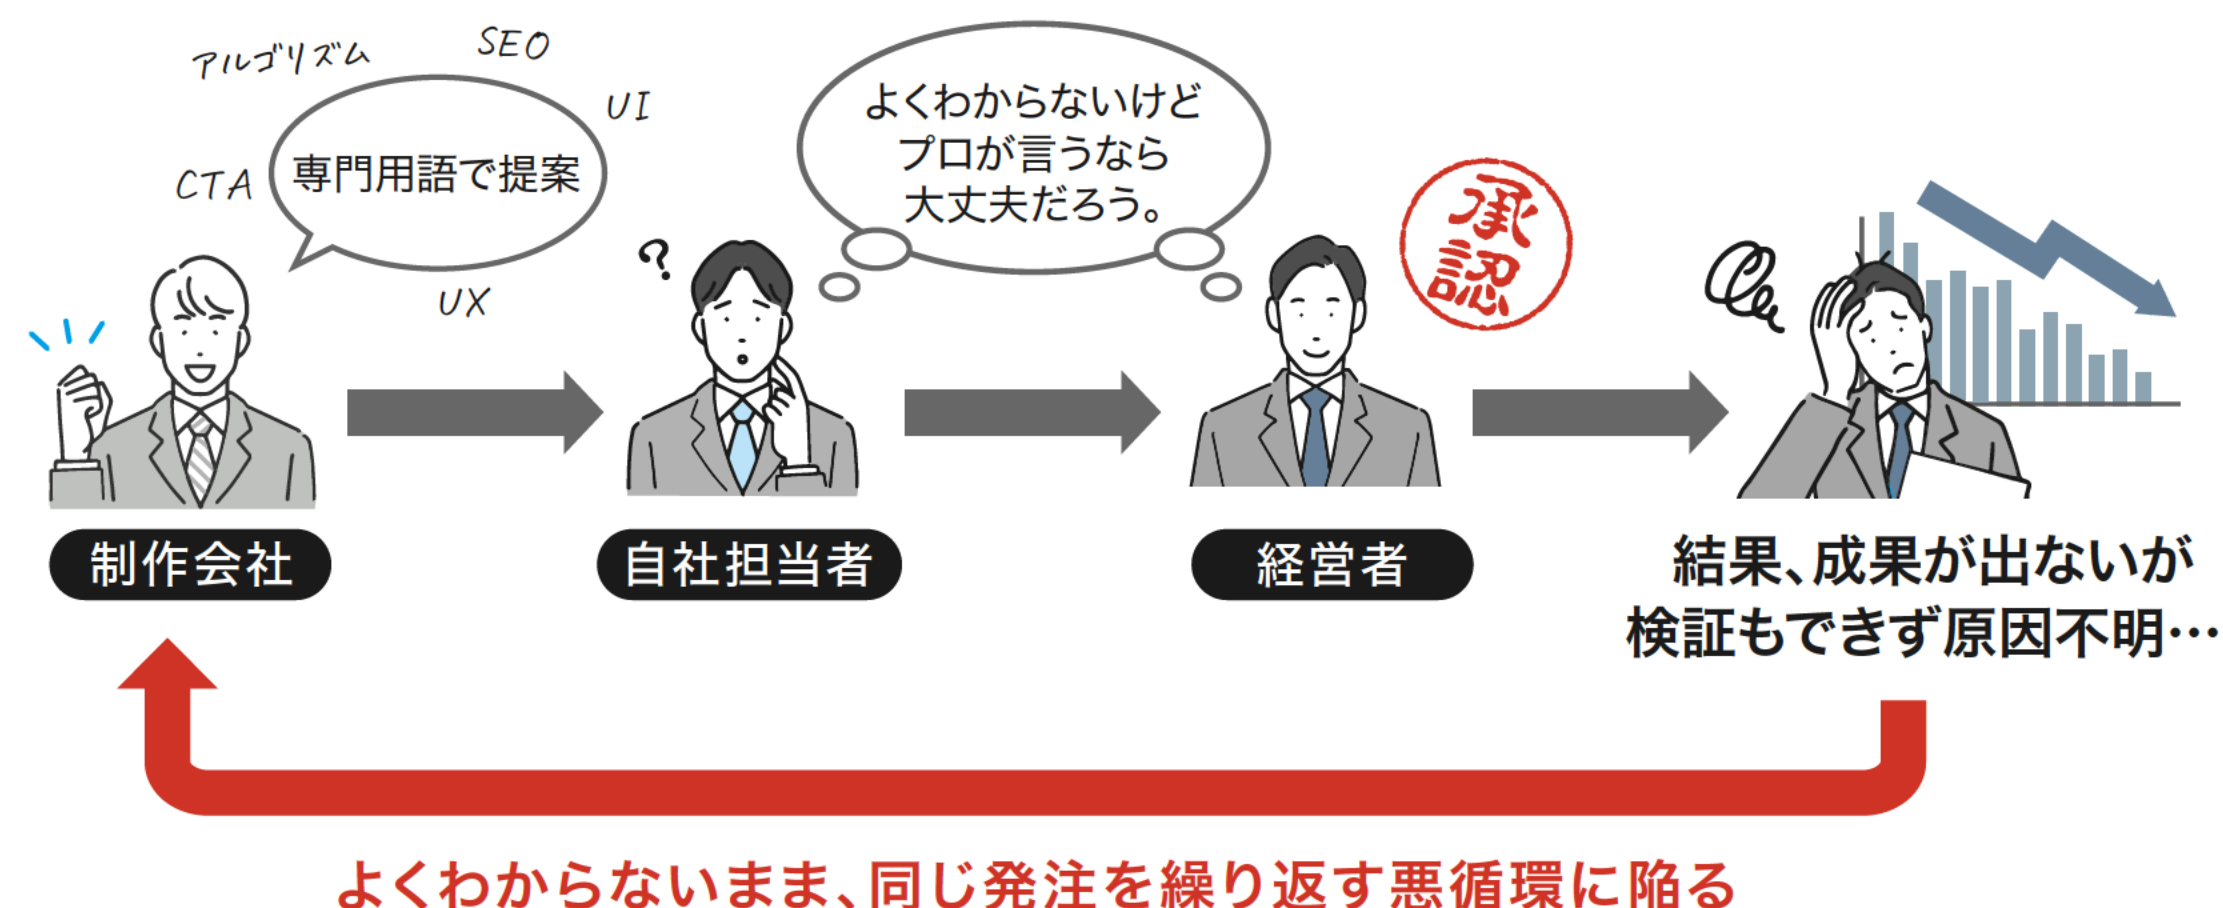 アルゴリズム
SEO
UI
CTA
専門用語で提案
UX
?
よくわからないけど
プロが言うなら
大丈夫だろう。
承認
制作会社
自社担当者
経営者
結果、成果が出ないが
検証もできず原因不明…
よくわからないまま、同じ発注を繰り返す悪循環に陥る